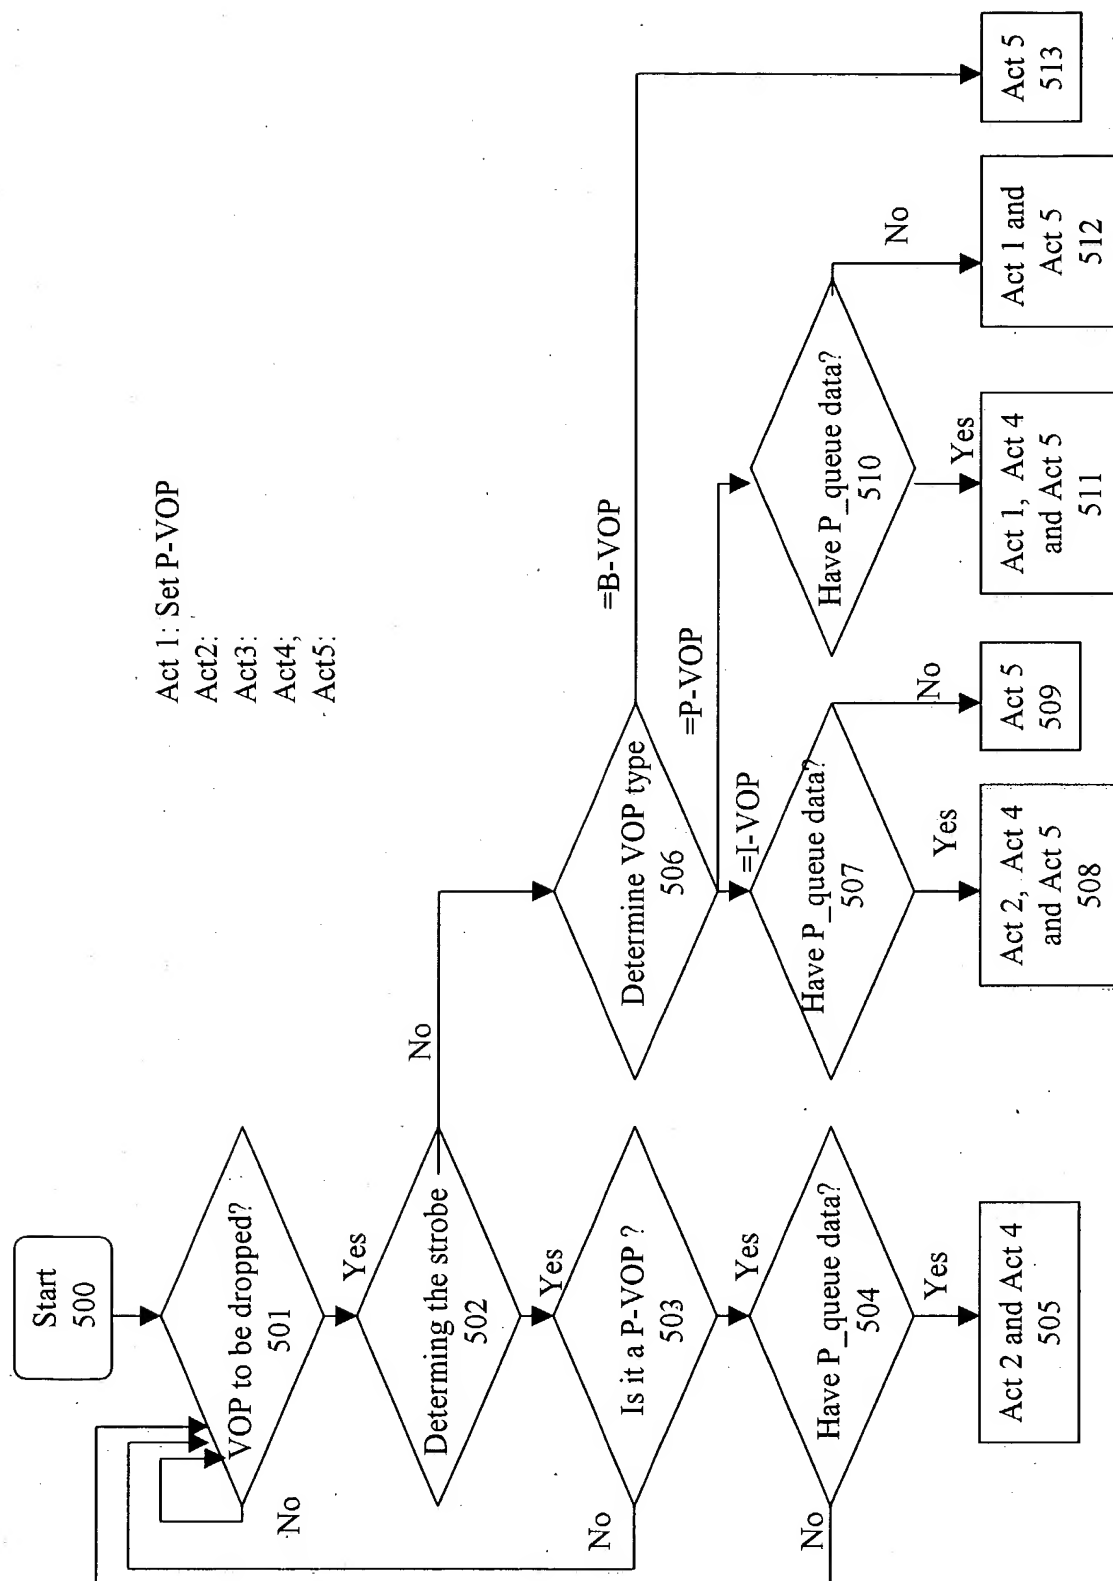 Start
500
VOP to be dropped?
501
No
Yes
Determing the strobe
502
No
Yes
Is it a P-VOP ?
503
No
Yes
Have P_queue data?
504
No
Yes
Act 2 and Act 4
505
Act 1: Set P-VOP
Act2:
Act3:
Act4;
Act5:
Determine VOP type
506
=B-VOP
=P-VOP
=I-VOP
Have P_queue data?
507
No
Yes
Act 2, Act 4
and Act 5
508
Act 5
509
Have P_queue data?
510
Yes
No
Act 1, Act 4
and Act 5
511
Act 1 and
Act 5
512
Act 5
513